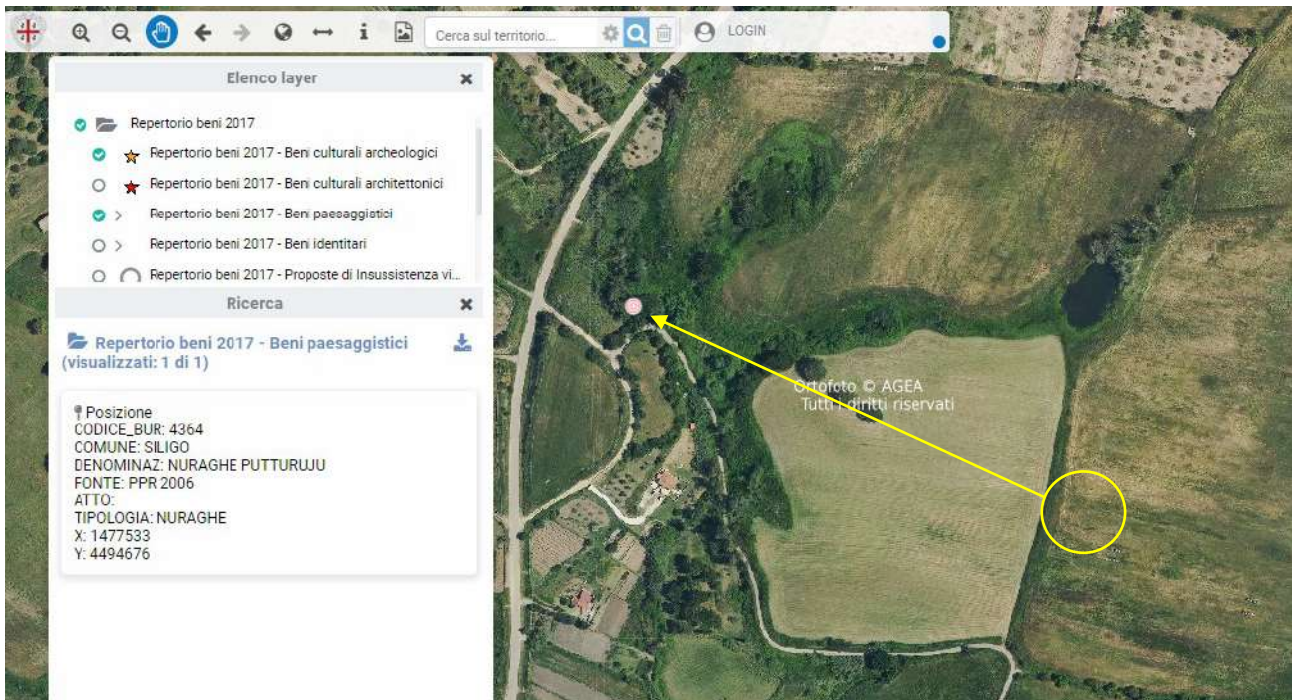 Cerca sul territorio...
LOGIN
Elenco layer
Repertorio beni 2017
Repertorio beni 2017 - Beni culturali archeologici
Repertorio beni 2017 - Beni culturali architettonici
Repertorio beni 2017 - Beni paesaggistici
Repertorio beni 2017 - Beni identitari
Repertorio beni 2017 - Proposte di Insussistenza vi...
Ricerca
Repertorio beni 2017 - Beni paesaggistici
(visualizzati: 1 di 1)
Posizione
CODICE_BUR: 4364
COMUNE: SILIGO
DENOMINAZ: NURAGHE PUTTURUJU
FONTE: PPR 2006
ATTO:
TIPOLOGIA: NURAGHE
X: 1477533
Y: 4494676
Ortofoto © AGEA
Tutti i diritti riservati